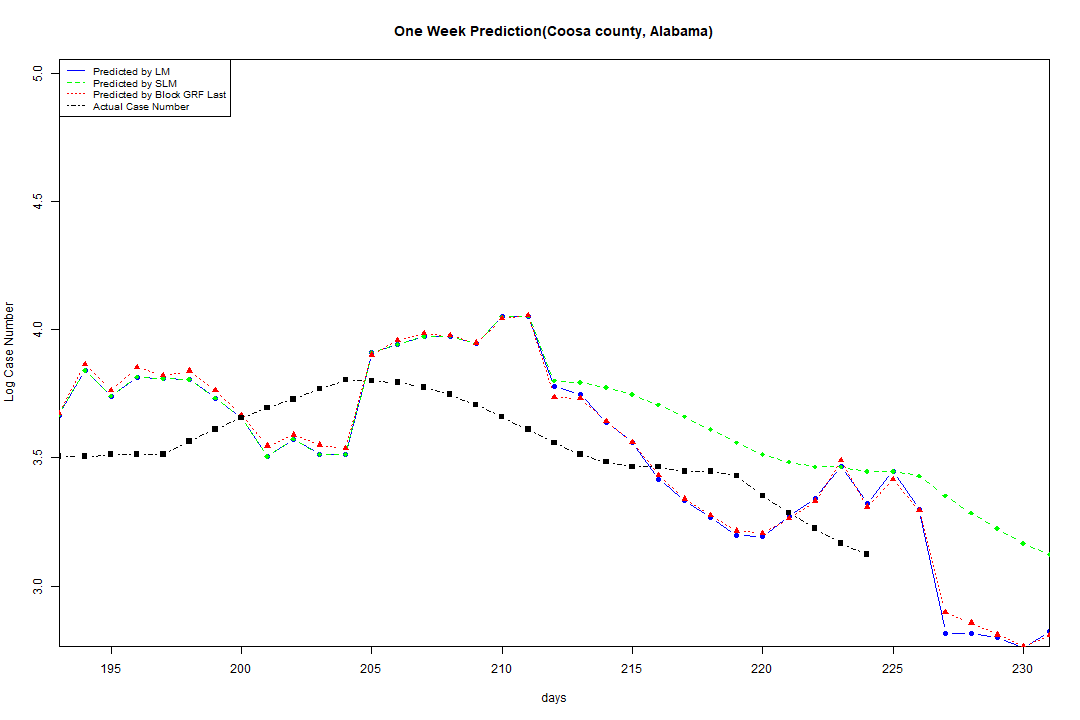 One Week Prediction(Coosa county, Alabama)
Predicted by LM
Predicted by SLM
Predicted by Block GRF Last
Actual Case Number
Log Case Number
5.0
4.5
4.0
3.5
3.0
195 200 205 210 215 220 225 230
days